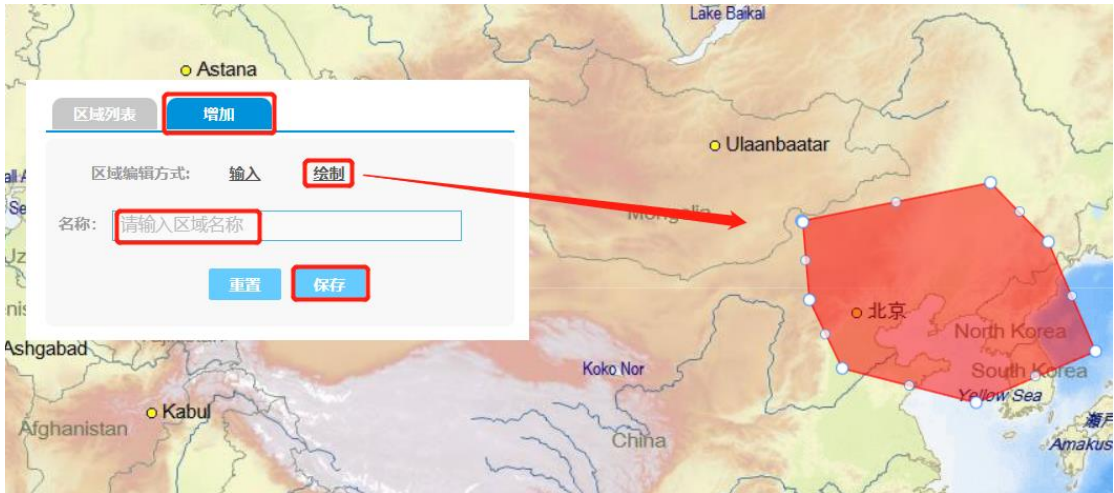 Lake Baikal
Astana
区域列表
增加
Ulaanbaatar
区域编辑方式:
输入
绘制
Mongolia
名称:
请输入区域名称
重置
保存
北京
North Korea
Ashgabad
Koko Nor
South Korea
Yellow Sea
Kabul
Afghanistan
China
Amakus